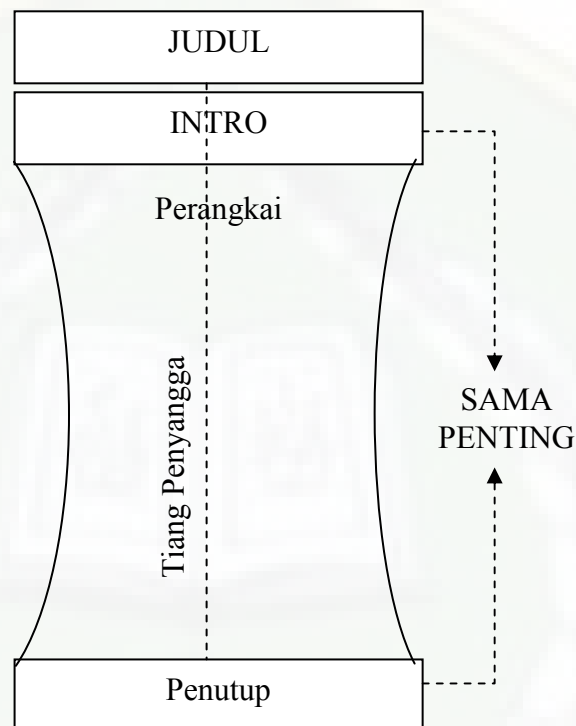 JUDUL
INTRO
Perangkai
Tiang Penyangga
SAMA
PENTING
Penutup